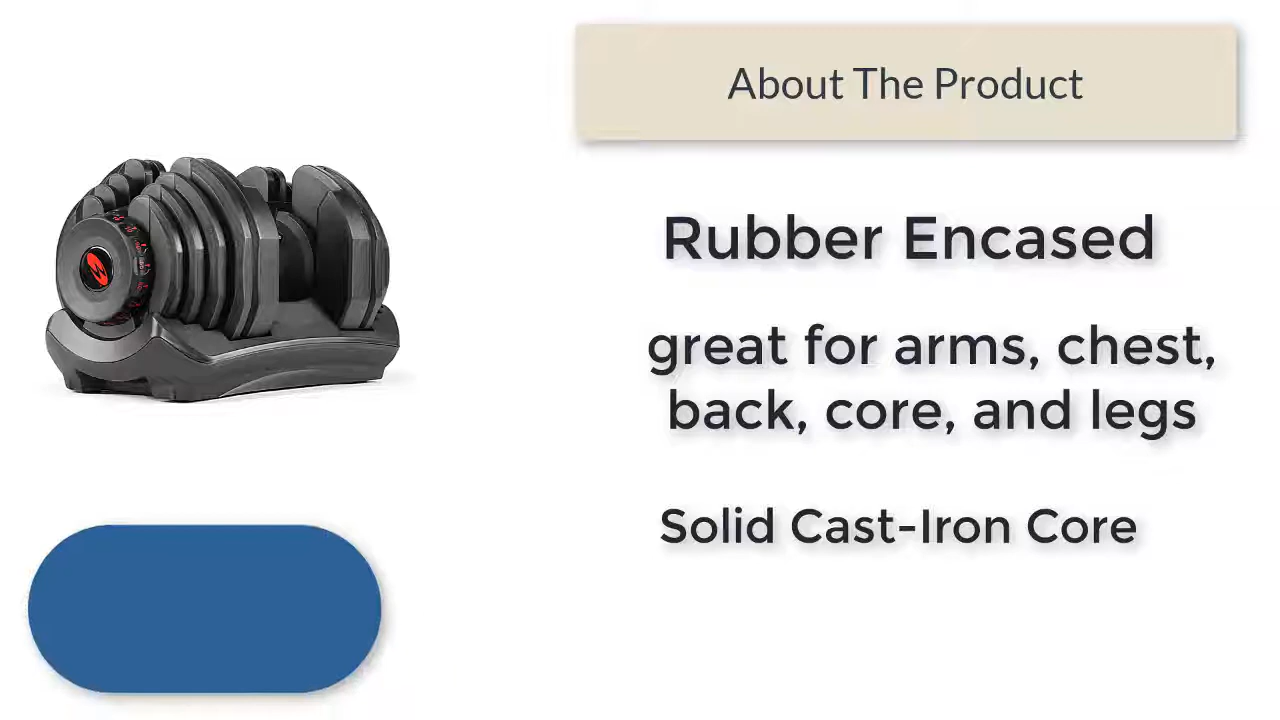 About The Product
Rubber Encased
great for arms, chest,
back, core, and legs
Solid Cast-Iron Core